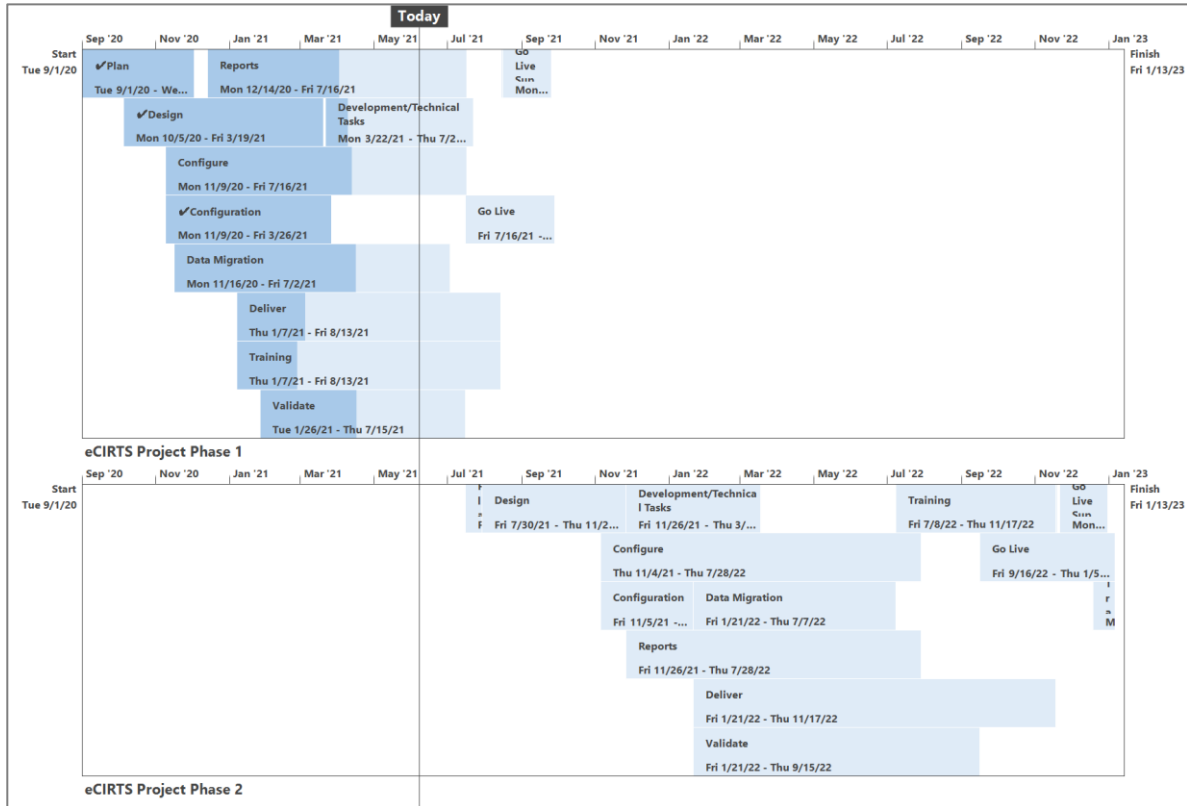 Today
Sep '20 Nov '20 Jan '21 Mar '21 May '21 Jul '21 Sep '21 Nov '21 Jan '22 Mar '22 May '22 Jul '22 Sep '22 Nov '22 Jan '23
Start
Tue 9/1/20
Finish
Fri 1/13/23
✔Plan
Tue 9/1/20 - We...
Reports
Mon 12/14/20 - Fri 7/16/21
Go
Live
Sup
Mon...
✔Design
Mon 10/5/20 - Fri 3/19/21
Development/Technical
Tasks
Mon 3/22/21 - Thu 7/2...
Configure
Mon 11/9/20 - Fri 7/16/21
✔Configuration
Mon 11/9/20 - Fri 3/26/21
Go Live
Fri 7/16/21 -...
Data Migration
Mon 11/16/20 - Fri 7/2/21
Deliver
Thu 1/7/21 - Fri 8/13/21
Training
Thu 1/7/21 - Fri 8/13/21
Validate
Tue 1/26/21 - Thu 7/15/21
eCIRTS Project Phase 1
Sep '20 Nov '20 Jan '21 Mar '21 May '21 Jul '21 Sep '21 Nov '21 Jan '22 Mar '22 May '22 Jul '22 Sep '22 Nov '22 Jan '23
Start
Tue 9/1/20
Finish
Fri 1/13/23
Design
Fri 7/30/21 - Thu 11/2...
Development/Technica
l Tasks
Fri 11/26/21 - Thu 3/...
Training
Fri 7/8/22 - Thu 11/17/22
Go
Live
Sup
Mon...
Configure
Thu 11/4/21 - Thu 7/28/22
Go Live
Fri 9/16/22 - Thu 1/5...
Configuration
Fri 11/5/21 -...
Data Migration
Fri 1/21/22 - Thu 7/7/22
r
a
M
Reports
Fri 11/26/21 - Thu 7/28/22
Deliver
Fri 1/21/22 - Thu 11/17/22
Validate
Fri 1/21/22 - Thu 9/15/22
eCIRTS Project Phase 2